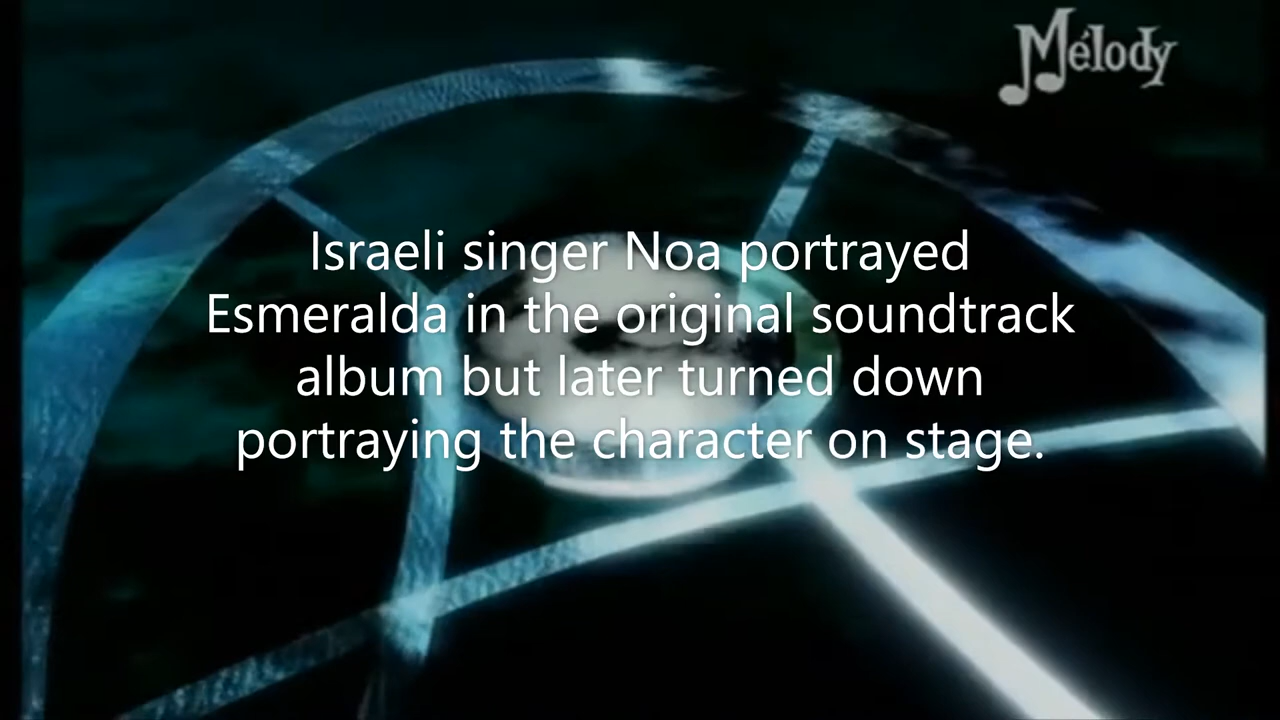 Mélody
Israeli singer Noa portrayed
Esmeralda in the original soundtrack
album but later turned down
portraying the character on stage.